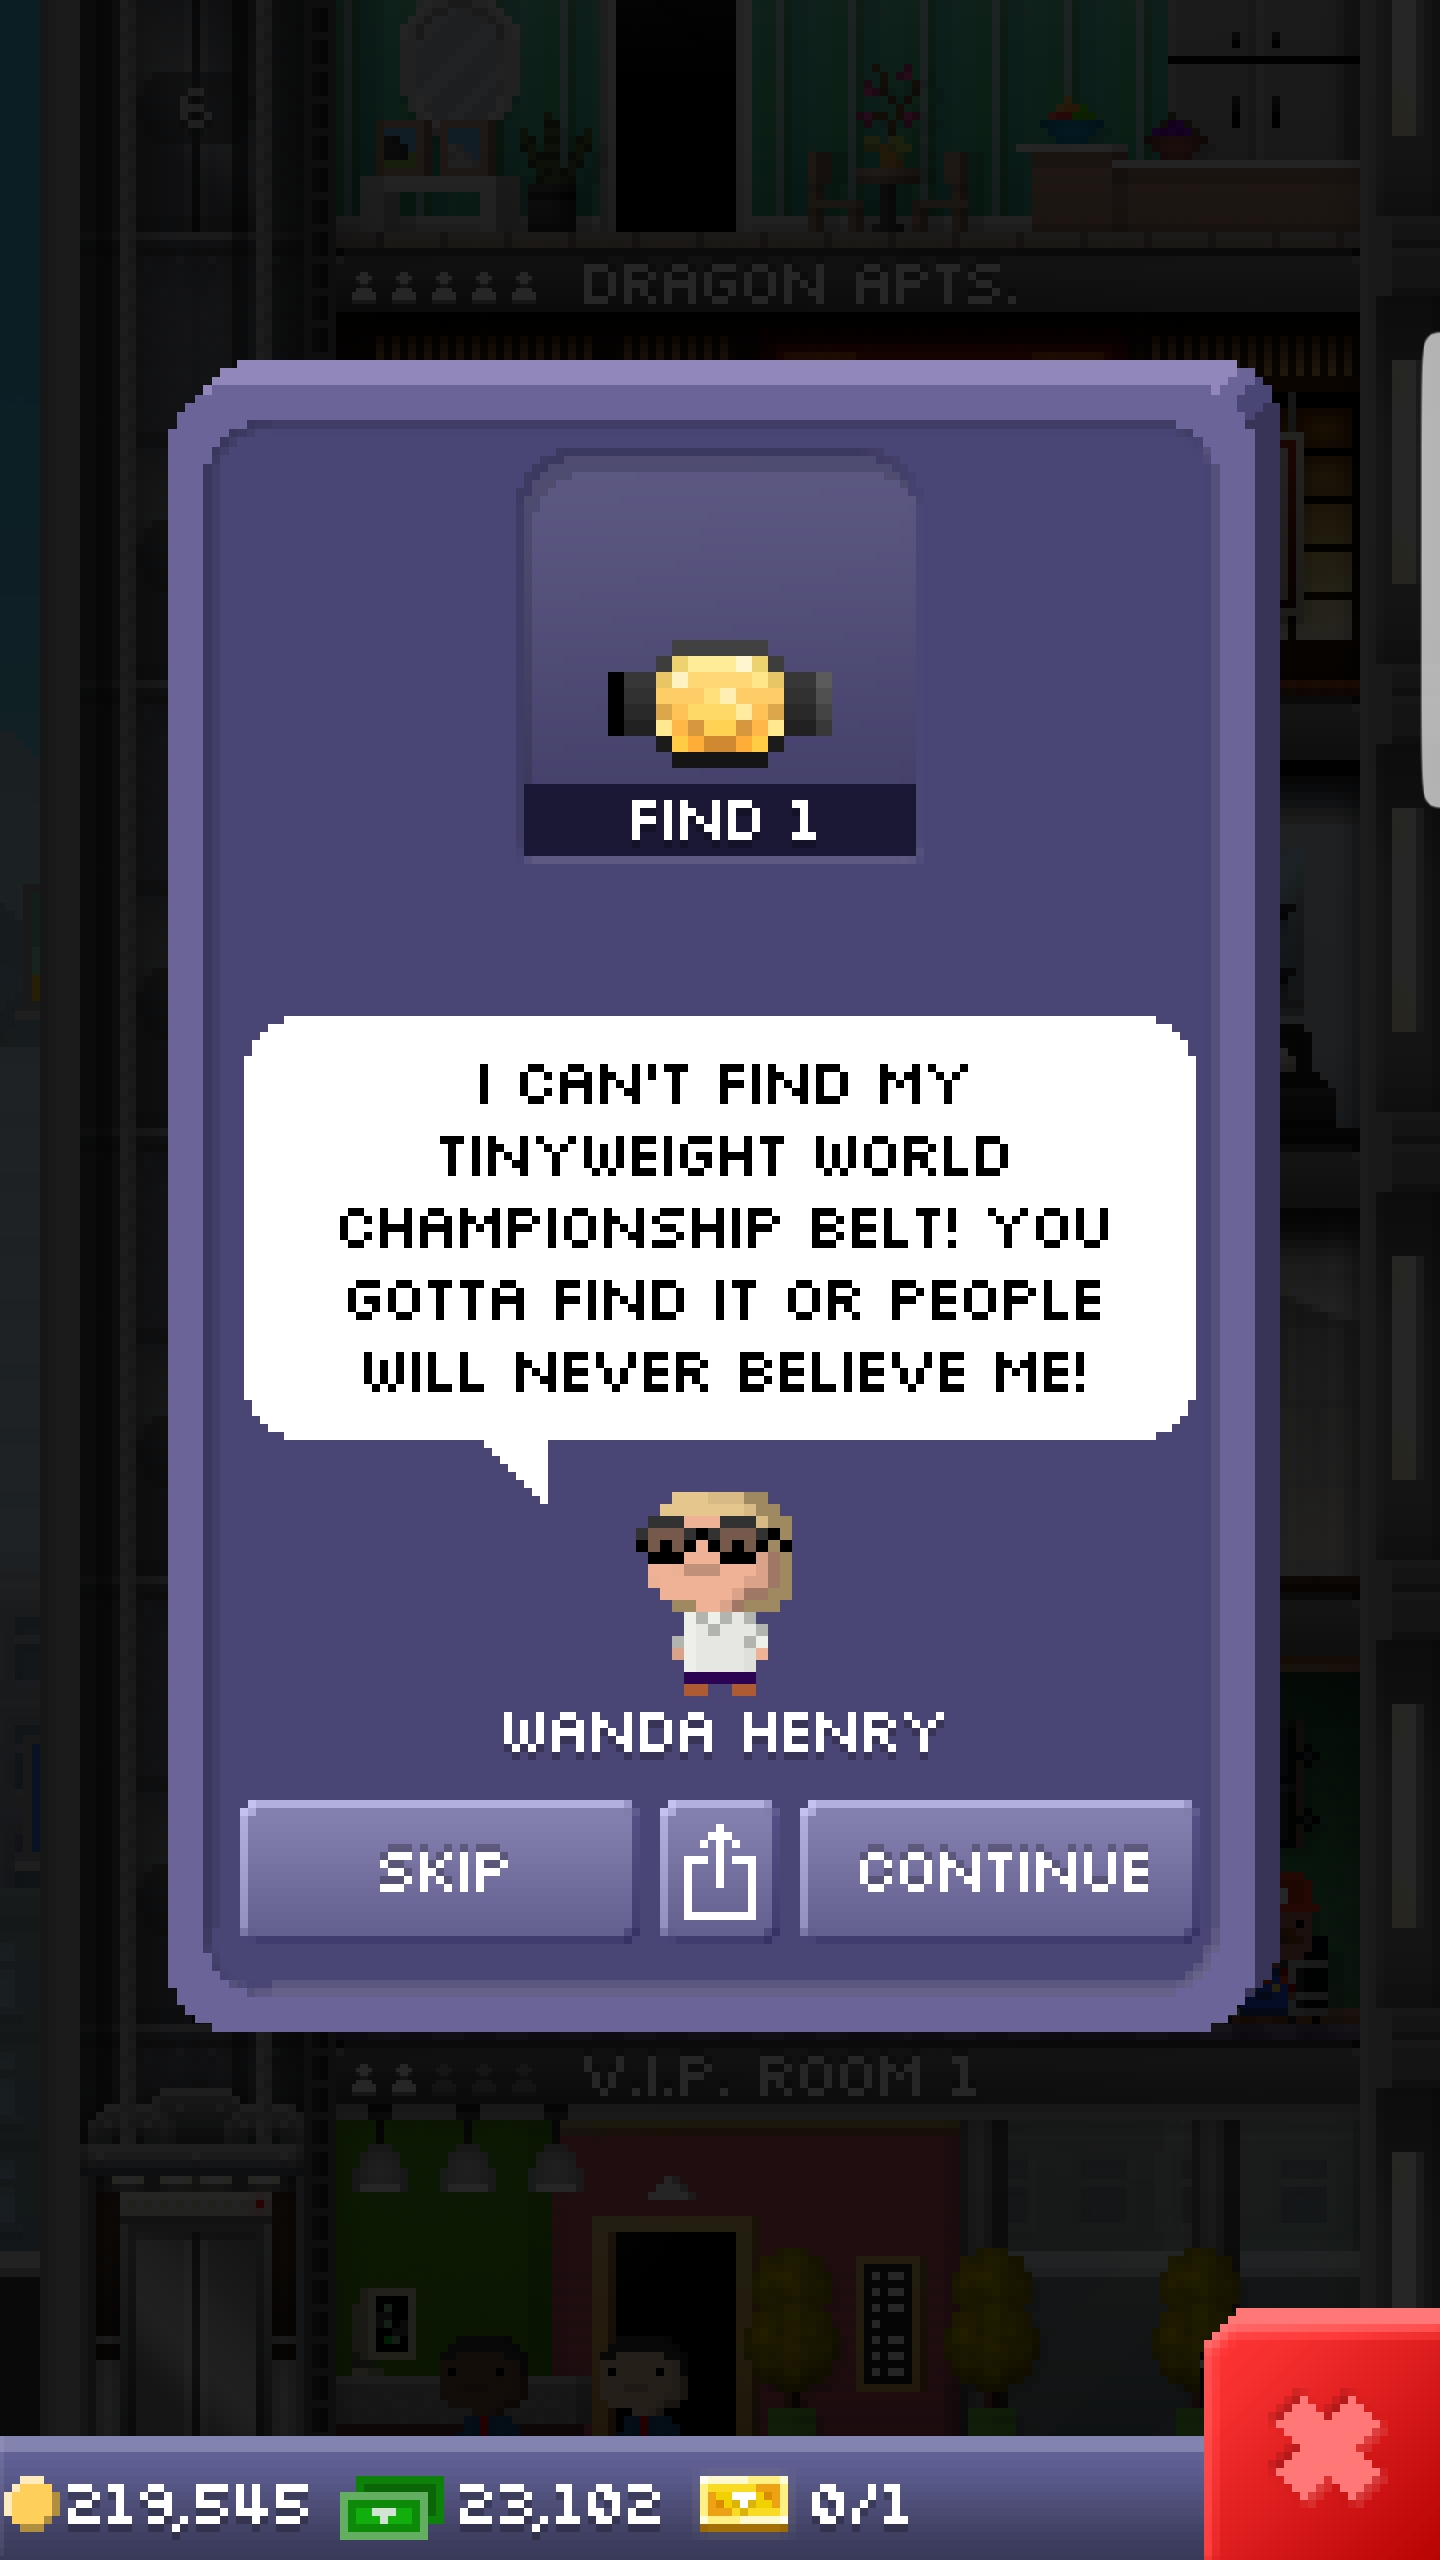 6
DRAGON APTS.
FIND 1
I CAN'T FIND MY
TINYWEIGHT WORLD
CHAMPIONSHIP BELT! YOU
GOTTA FIND IT OR PEOPLE
WILL NEVER BELIEVE ME!
WANDA HENRY
SKIP
CONTINUE
V.I.P. ROOM 1
219,545
23,102
0/1